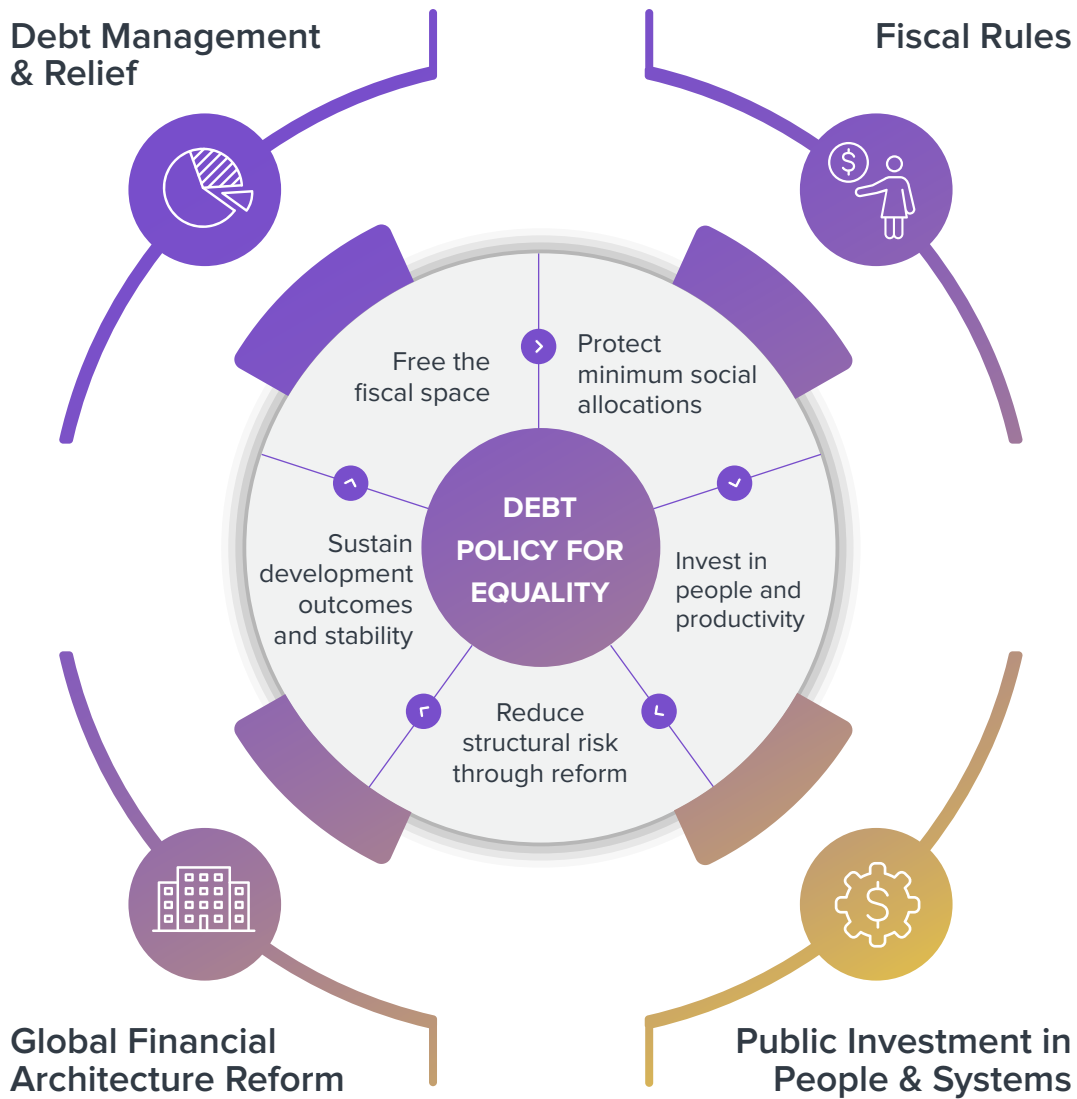 Debt Management
& Relief
Fiscal Rules
$
Free the
fiscal space
Protect
minimum social
allocations
DEBT
POLICY FOR
EQUALITY
Sustain
development
outcomes
and stability
Invest in
people and
productivity
Reduce
structural risk
through reform
$
Global Financial
Architecture Reform
Public Investment in
People & Systems